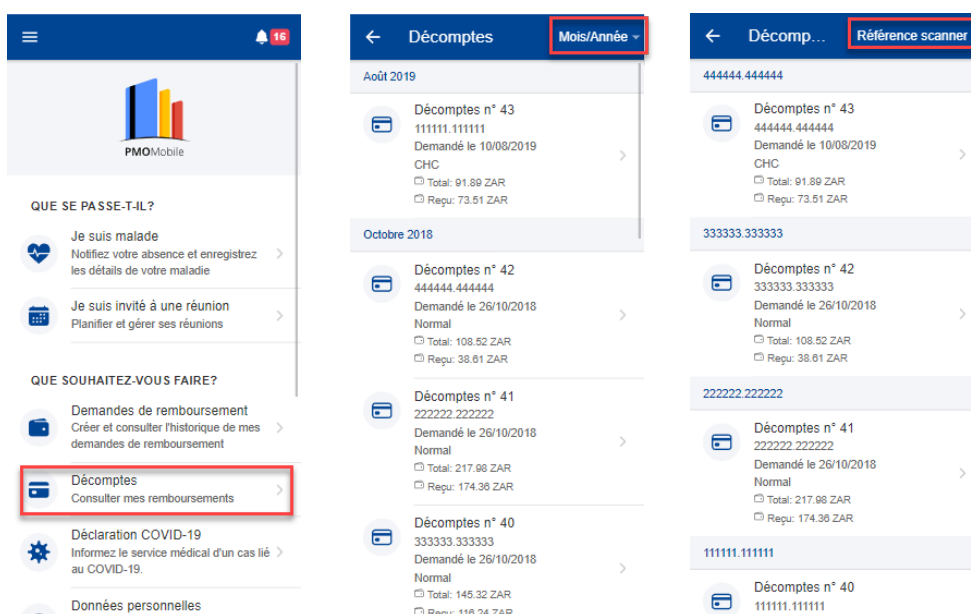 16
PMOMobile
QUE SE PASSE-T-IL?
Je suis malade
Notifiez votre absence et enregistrez
les détails de votre maladie
Je suis invité à une réunion
Planifier et gérer ses réunions
QUE SOUHAITEZ-VOUS FAIRE?
Demandes de remboursement
Créer et consulter l'historique de mes
demandes de remboursement
Décomptes
Consulter mes remboursements
Déclaration COVID-19
Informez le service médical d'un cas lié
au COVID-19.
Données personnelles
Décomptes
Mois/Année
Août 2019
Décomptes n° 43
111111.111111
Demandé le 10/08/2019
CHC
Total: 91.89 ZAR
Reçu: 73.51 ZAR
Octobre 2018
Décomptes n° 42
444444.444444
Demandé le 26/10/2018
Normal
Total: 108.52 ZAR
Reçu: 38.61 ZAR
Décomptes n° 41
222222.222222
Demandé le 26/10/2018
Normal
Total: 217.98 ZAR
Reçu: 174.36 ZAR
Décomptes n° 40
333333.333333
Demandé le 26/10/2018
Normal
Total: 145.32 ZAR
Reçu: 116.24 ZAR
Décomp...
Référence scanner
444444.444444
Décomptes n° 43
444444.444444
Demandé le 10/08/2019
CHC
Total: 91.89 ZAR
Reçu: 73.51 ZAR
333333.333333
Décomptes n° 42
333333.333333
Demandé le 26/10/2018
Normal
Total: 108.52 ZAR
Reçu: 38.61 ZAR
222222.222222
Décomptes n° 41
222222.222222
Demandé le 26/10/2018
Normal
Total: 217.98 ZAR
Reçu: 174.36 ZAR
111111.111111
Décomptes n° 40
111111.111111